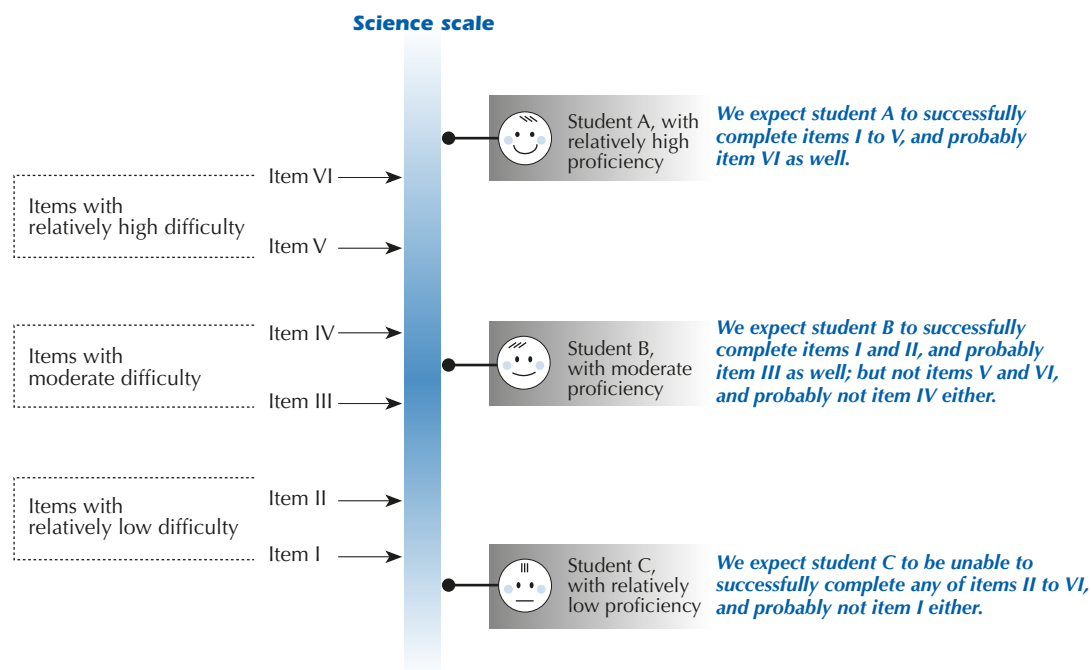 Science scale
Student A, with
relatively high
proficiency
We expect student A to successfully
complete items I to V, and probably
item VI as well.
Item VI
Items with
relatively high difficulty
Item V
Item IV
Items with
moderate difficulty
Item III
Student B,
with moderate
proficiency
We expect student B to successfully
complete items I and II, and probably
item III as well; but not items V and VI,
and probably not item IV either.
Item II
Items with
relatively low difficulty
Item I
Student C,
with relatively
low proficiency
We expect student C to be unable to
successfully complete any of items II to VI,
and probably not item I either.